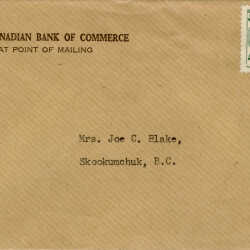 NADIAN BANK OF COMMERCE
AT POINT OF MAILING
Mrs. Joe C. Blake,
Skookumchuk, B.C.